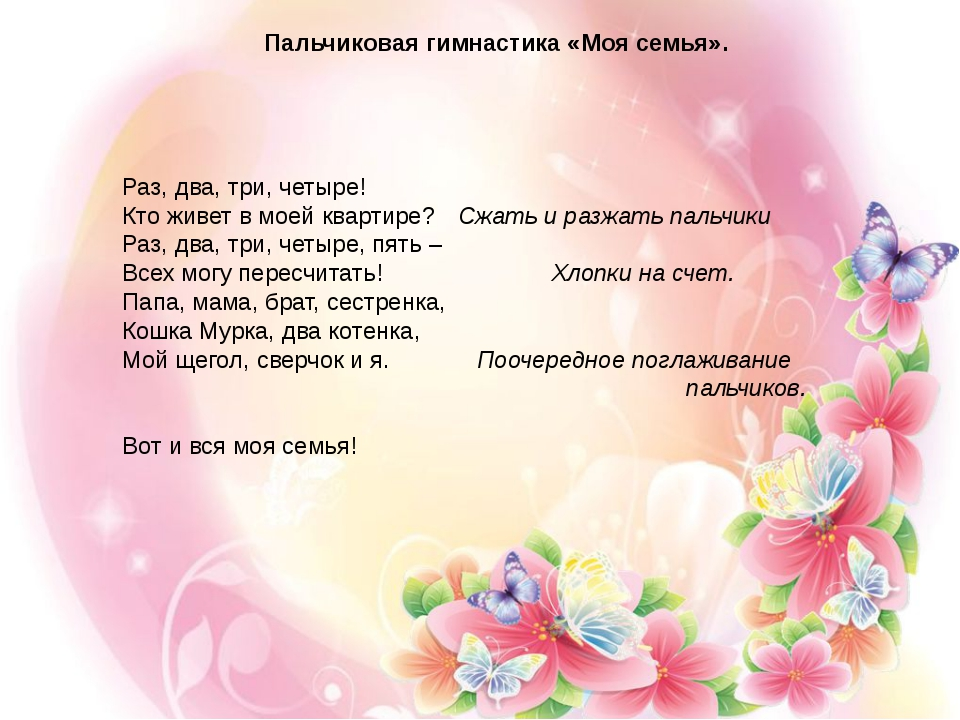 Пальчиковая гимнастика «Моя семья».
Раз, два, три, четыре!
Кто живет в моей квартире? Сжать и разжать пальчики
Раз, два, три, четыре, пять –
Всех могу пересчитать! Хлопки на счет.
Папа, мама, брат, сестренка,
Кошка Мурка, два котенка,
Мой щегол, сверчок и я. Поочередное поглаживание
пальчиков.
Вот и вся моя семья!